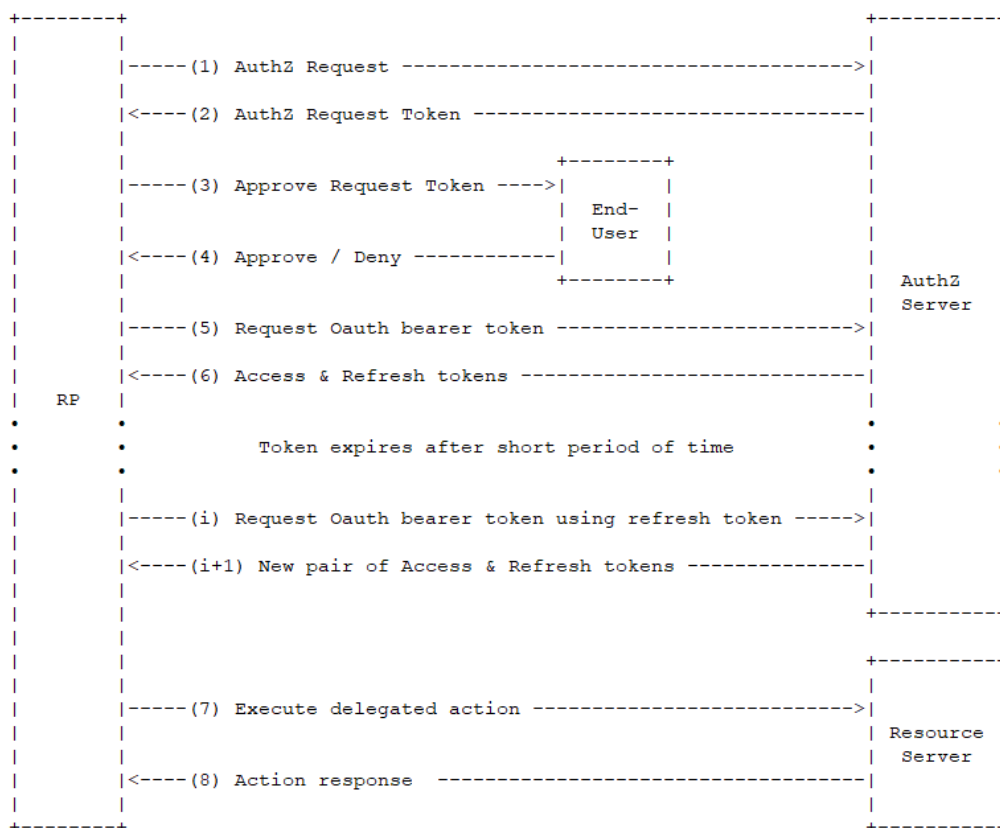 (1) AuthZ Request
(2) AuthZ Request Token
(3) Approve Request Token
End-
User
(4) Approve / Deny
AuthZ
Server
(5) Request Oauth bearer token
(6) Access & Refresh tokens
RP
Token expires after short period of time
(i) Request Oauth bearer token using refresh token
(i+1) New pair of Access & Refresh tokens
(7) Execute delegated action
Resource
Server
(8) Action response